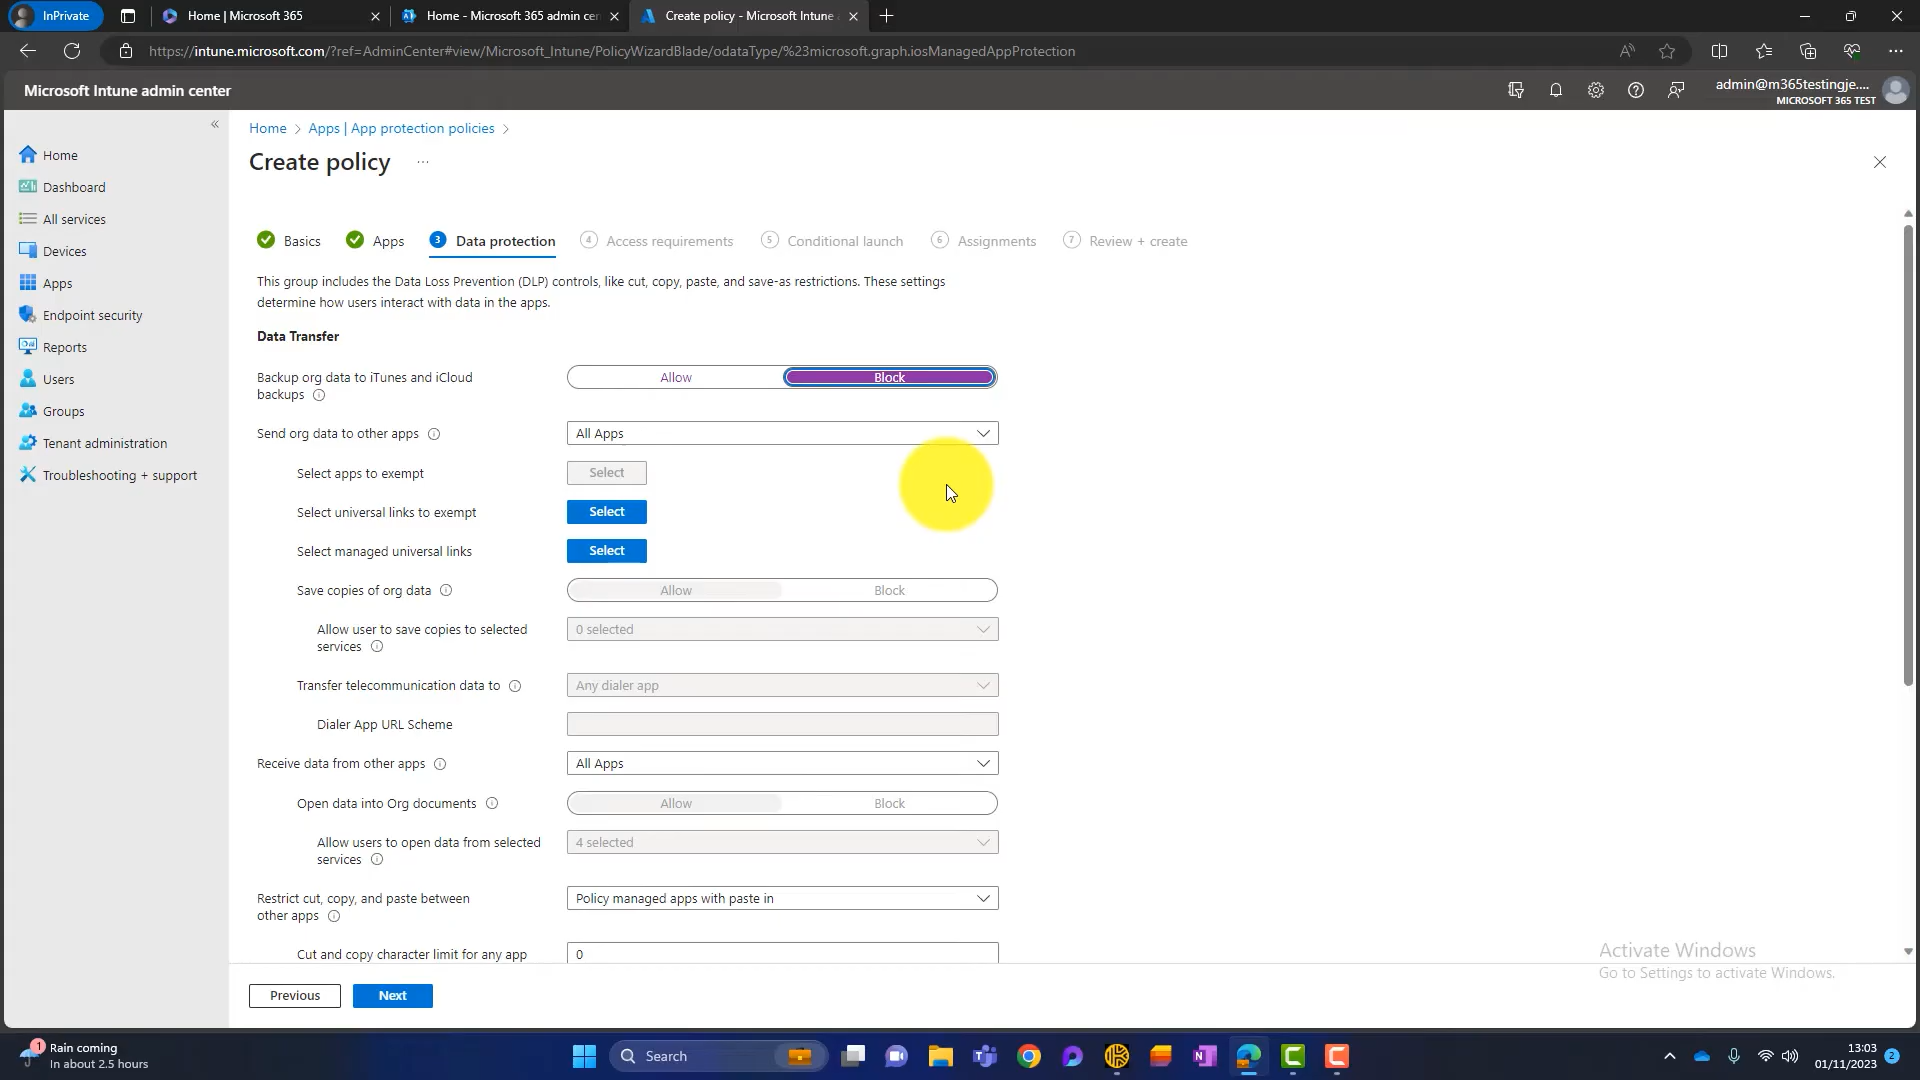 InPrivate
Home | Microsoft 365
Home - Microsoft 365 admin cen
Create policy - Microsoft Intune a
https://intune.microsoft.com/?ref=AdminCenter#view/Microsoft_Intune/PolicyWizardBlade/odataType/%23microsoft.graph.iosManagedAppProtection
Microsoft Intune admin center
admin@m365testingje....
MICROSOFT 365 TEST
Home
Dashboard
All services
Devices
Apps
Endpoint security
Reports
Users
Groups
Tenant administration
Troubleshooting + support
Home > Apps | App protection policies >
Create policy ...
Basics
Apps
3 Data protection
4 Access requirements
5 Conditional launch
6 Assignments
7 Review + create
This group includes the Data Loss Prevention (DLP) controls, like cut, copy, paste, and save-as restrictions. These settings
determine how users interact with data in the apps.
Data Transfer
Backup org data to iTunes and iCloud
backups
Allow Block
Send org data to other apps
All Apps
Select apps to exempt
Select
Select universal links to exempt
Select
Select managed universal links
Select
Save copies of org data
Allow Block
Allow user to save copies to selected
services
0 selected
Transfer telecommunication data to
Any dialer app
Dialer App URL Scheme
Receive data from other apps
All Apps
Open data into Org documents
Allow Block
Allow users to open data from selected
services
4 selected
Restrict cut, copy, and paste between
other apps
Policy managed apps with paste in
Cut and copy character limit for any app
0
Previous
Next
Activate Windows
Go to Settings to activate Windows.
1
Rain coming
In about 2.5 hours
Search
13:03
01/11/2023
2